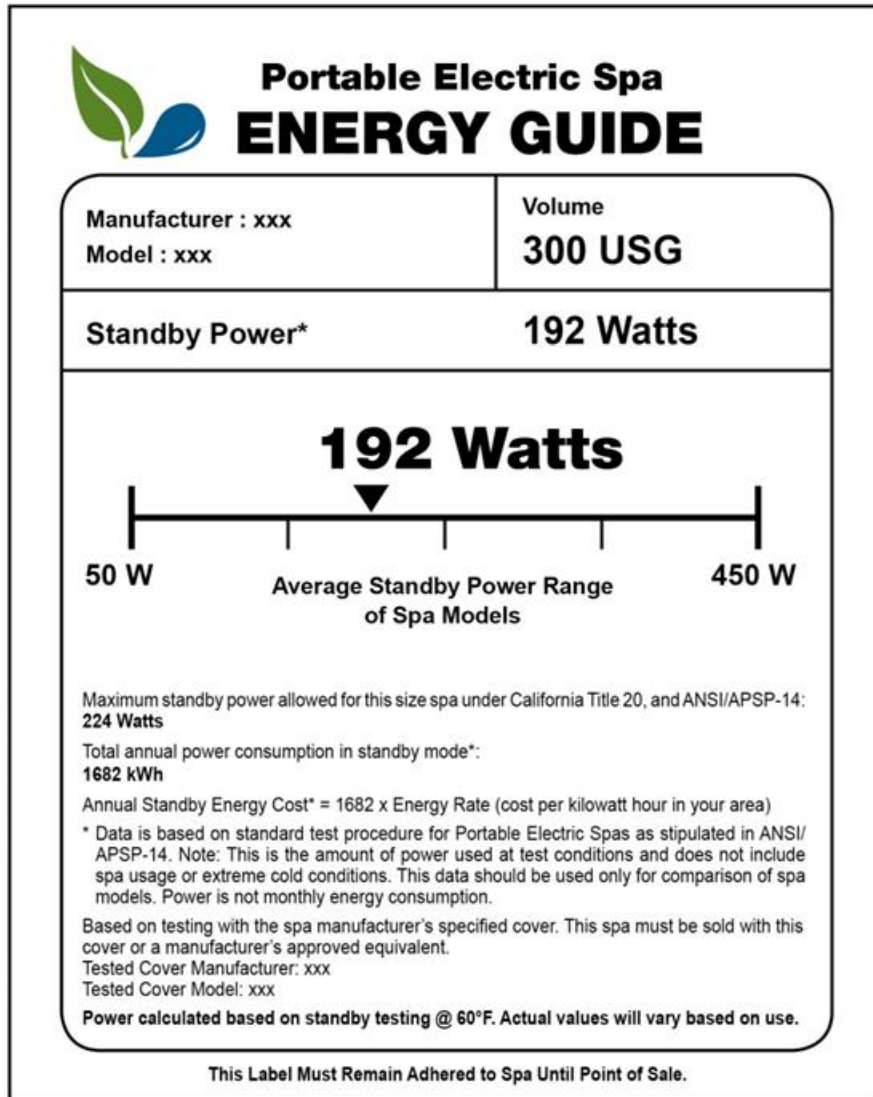 Portable Electric Spa
ENERGY GUIDE
Manufacturer : xxx
Model : xxx
Volume
300 USG
Standby Power*
192 Watts
192 Watts
50 W
450 W
Average Standby Power Range
of Spa Models
Maximum standby power allowed for this size spa under California Title 20, and ANSI/APSP-14:
224 Watts
Total annual power consumption in standby mode*:
1682 kWh
Annual Standby Energy Cost* = 1682 x Energy Rate (cost per kilowatt hour in your area)
* Data is based on standard test procedure for Portable Electric Spas as stipulated in ANSI/
APSP-14. Note: This is the amount of power used at test conditions and does not include
spa usage or extreme cold conditions. This data should be used only for comparison of spa
models. Power is not monthly energy consumption.
Based on testing with the spa manufacturer's specified cover. This spa must be sold with this
cover or a manufacturer's approved equivalent.
Tested Cover Manufacturer: xxx
Tested Cover Model: xxx
Power calculated based on standby testing @ 60°F. Actual values will vary based on use.
This Label Must Remain Adhered to Spa Until Point of Sale.